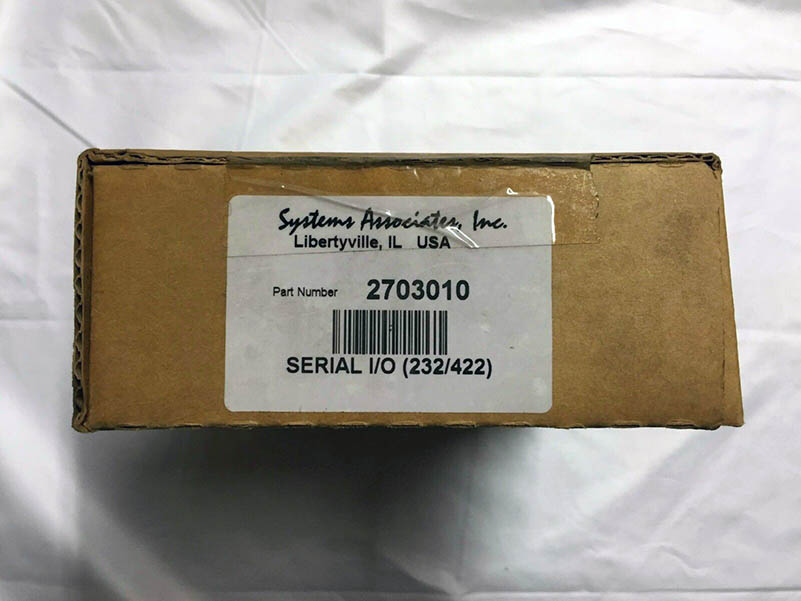 Systems Associates, Inc.
Libertyville, IL USA
Part Number 2703010
SERIAL I/O (232/422)